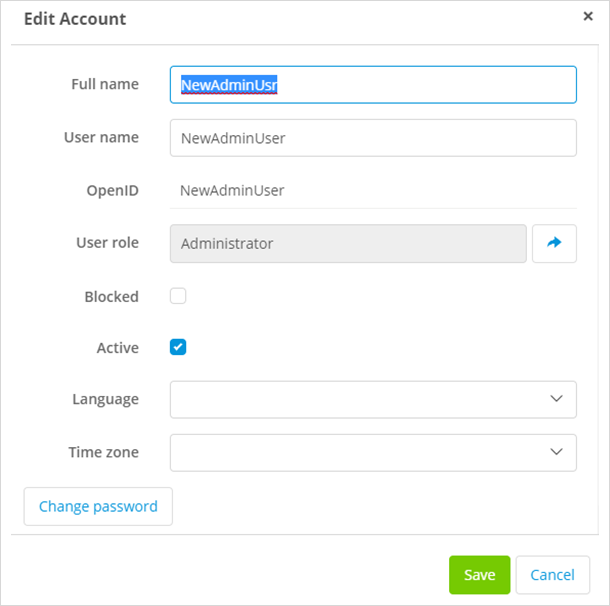 Edit Account
Full name NewAdminUsr
User name NewAdminUser
OpenID NewAdminUser
User role Administrator
Blocked
Active
Language
Time zone
Change password
Save Cancel